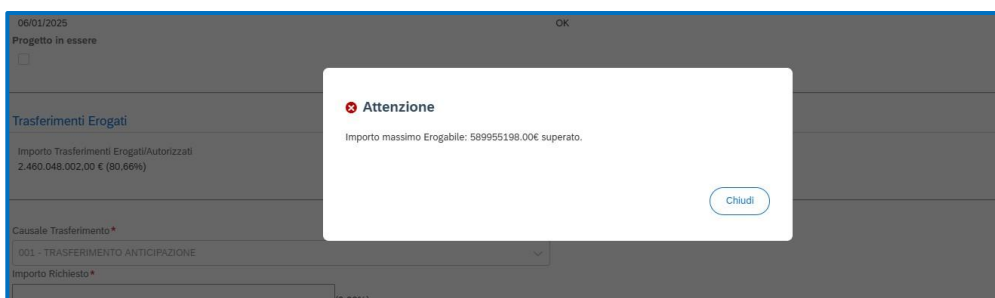 06/01/2025 OK
Progetto in essere
Attenzione
Importo massimo Erogabile: 589955198.00€ superato.
Trasferimenti Erogati
Importo Trasferimenti Erogati/Autorizzati
2.460.048.002,00 € (80,66%)
Chiudi
Causale Trasferimento*
001 - TRASFERIMENTO ANTICIPAZIONE
Importo Richiesto*